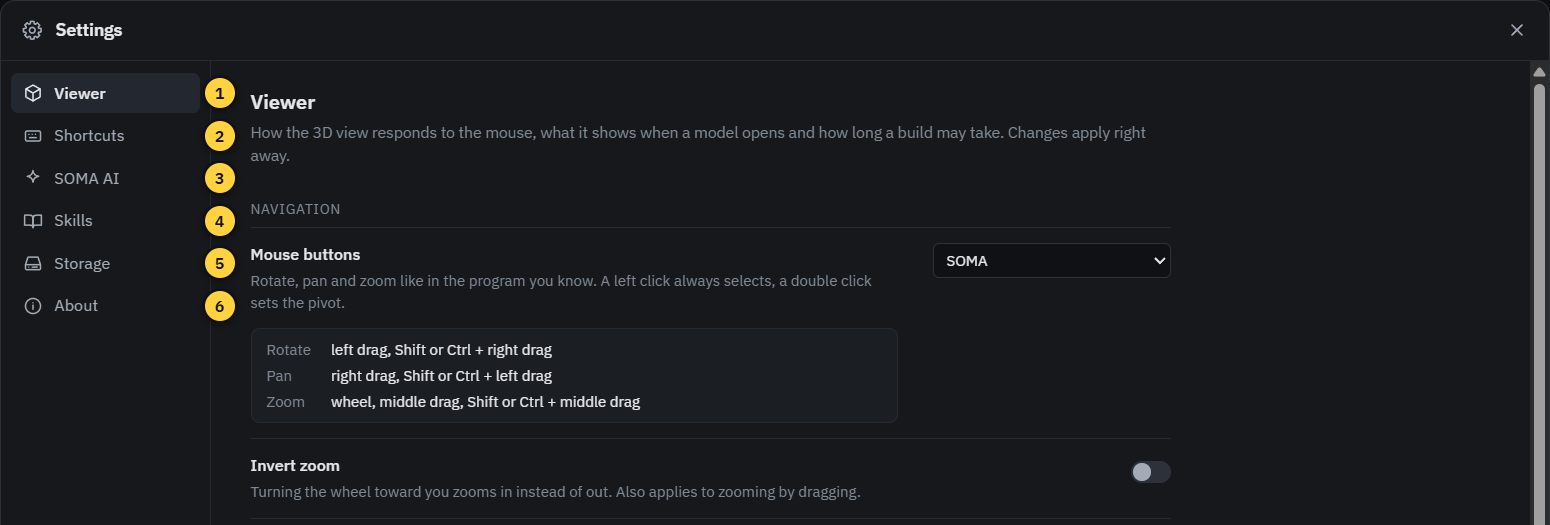 Settings
Viewer
1
Shortcuts
2
SOMA AI
3
Skills
4
Storage
5
About
6
Viewer
How the 3D view responds to the mouse, what it shows when a model opens and how long a build may take. Changes apply right
away.
NAVIGATION
Mouse buttons
SOMA
Rotate, pan and zoom like in the program you know. A left click always selects, a double click
sets the pivot.
Rotate left drag, Shift or Ctrl + right drag
Pan right drag, Shift or Ctrl + left drag
Zoom wheel, middle drag, Shift or Ctrl + middle drag
Invert zoom
Turning the wheel toward you zooms in instead of out. Also applies to zooming by dragging.